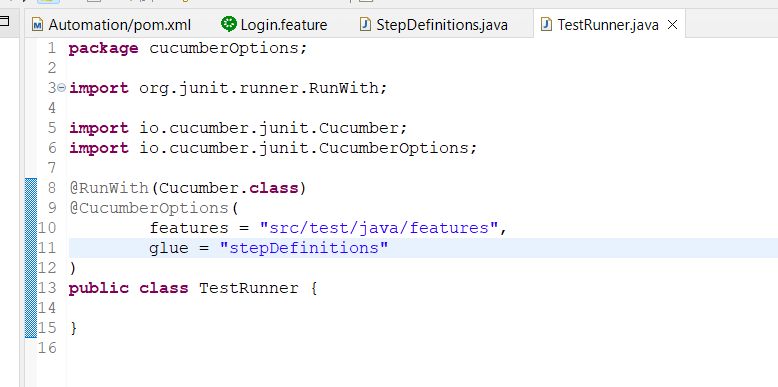 Automation/pom.xml Login.feature StepDefinitions.java TestRunner.java
1 package cucumberOptions;
2
3 import org.junit.runner.RunWith;
4
5 import io.cucumber.junit.Cucumber;
6 import io.cucumber.junit.CucumberOptions;
7
8 @RunWith(Cucumber.class)
9 @CucumberOptions(
10 features = "src/test/java/features",
11 glue = "stepDefinitions"
12 )
13 public class TestRunner {
14
15 }
16